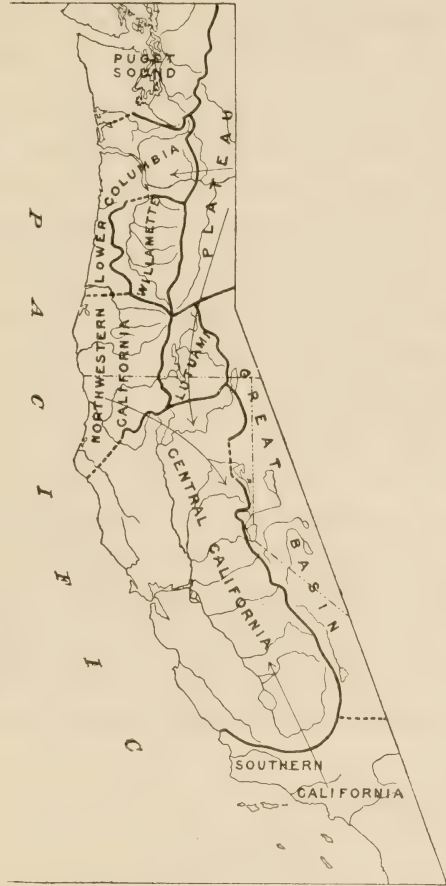 PUGET
SOUND
LOWER COLUMBIA
WILLAMETTE
PLATEAU
NORTHWESTERN
CALIFORNIA
LUTUAMI
GREAT BASIN
CENTRAL CALIFORNIA
SOUTHERN
CALIFORNIA
PACIFIC